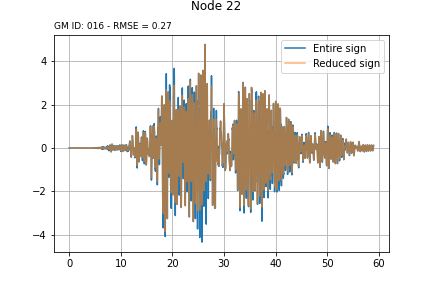 Node 22
GM ID: 016 - RMSE = 0.27
Entire sign
Reduced sign
4
2
0
−2
−4
0 10 20 30 40 50 60